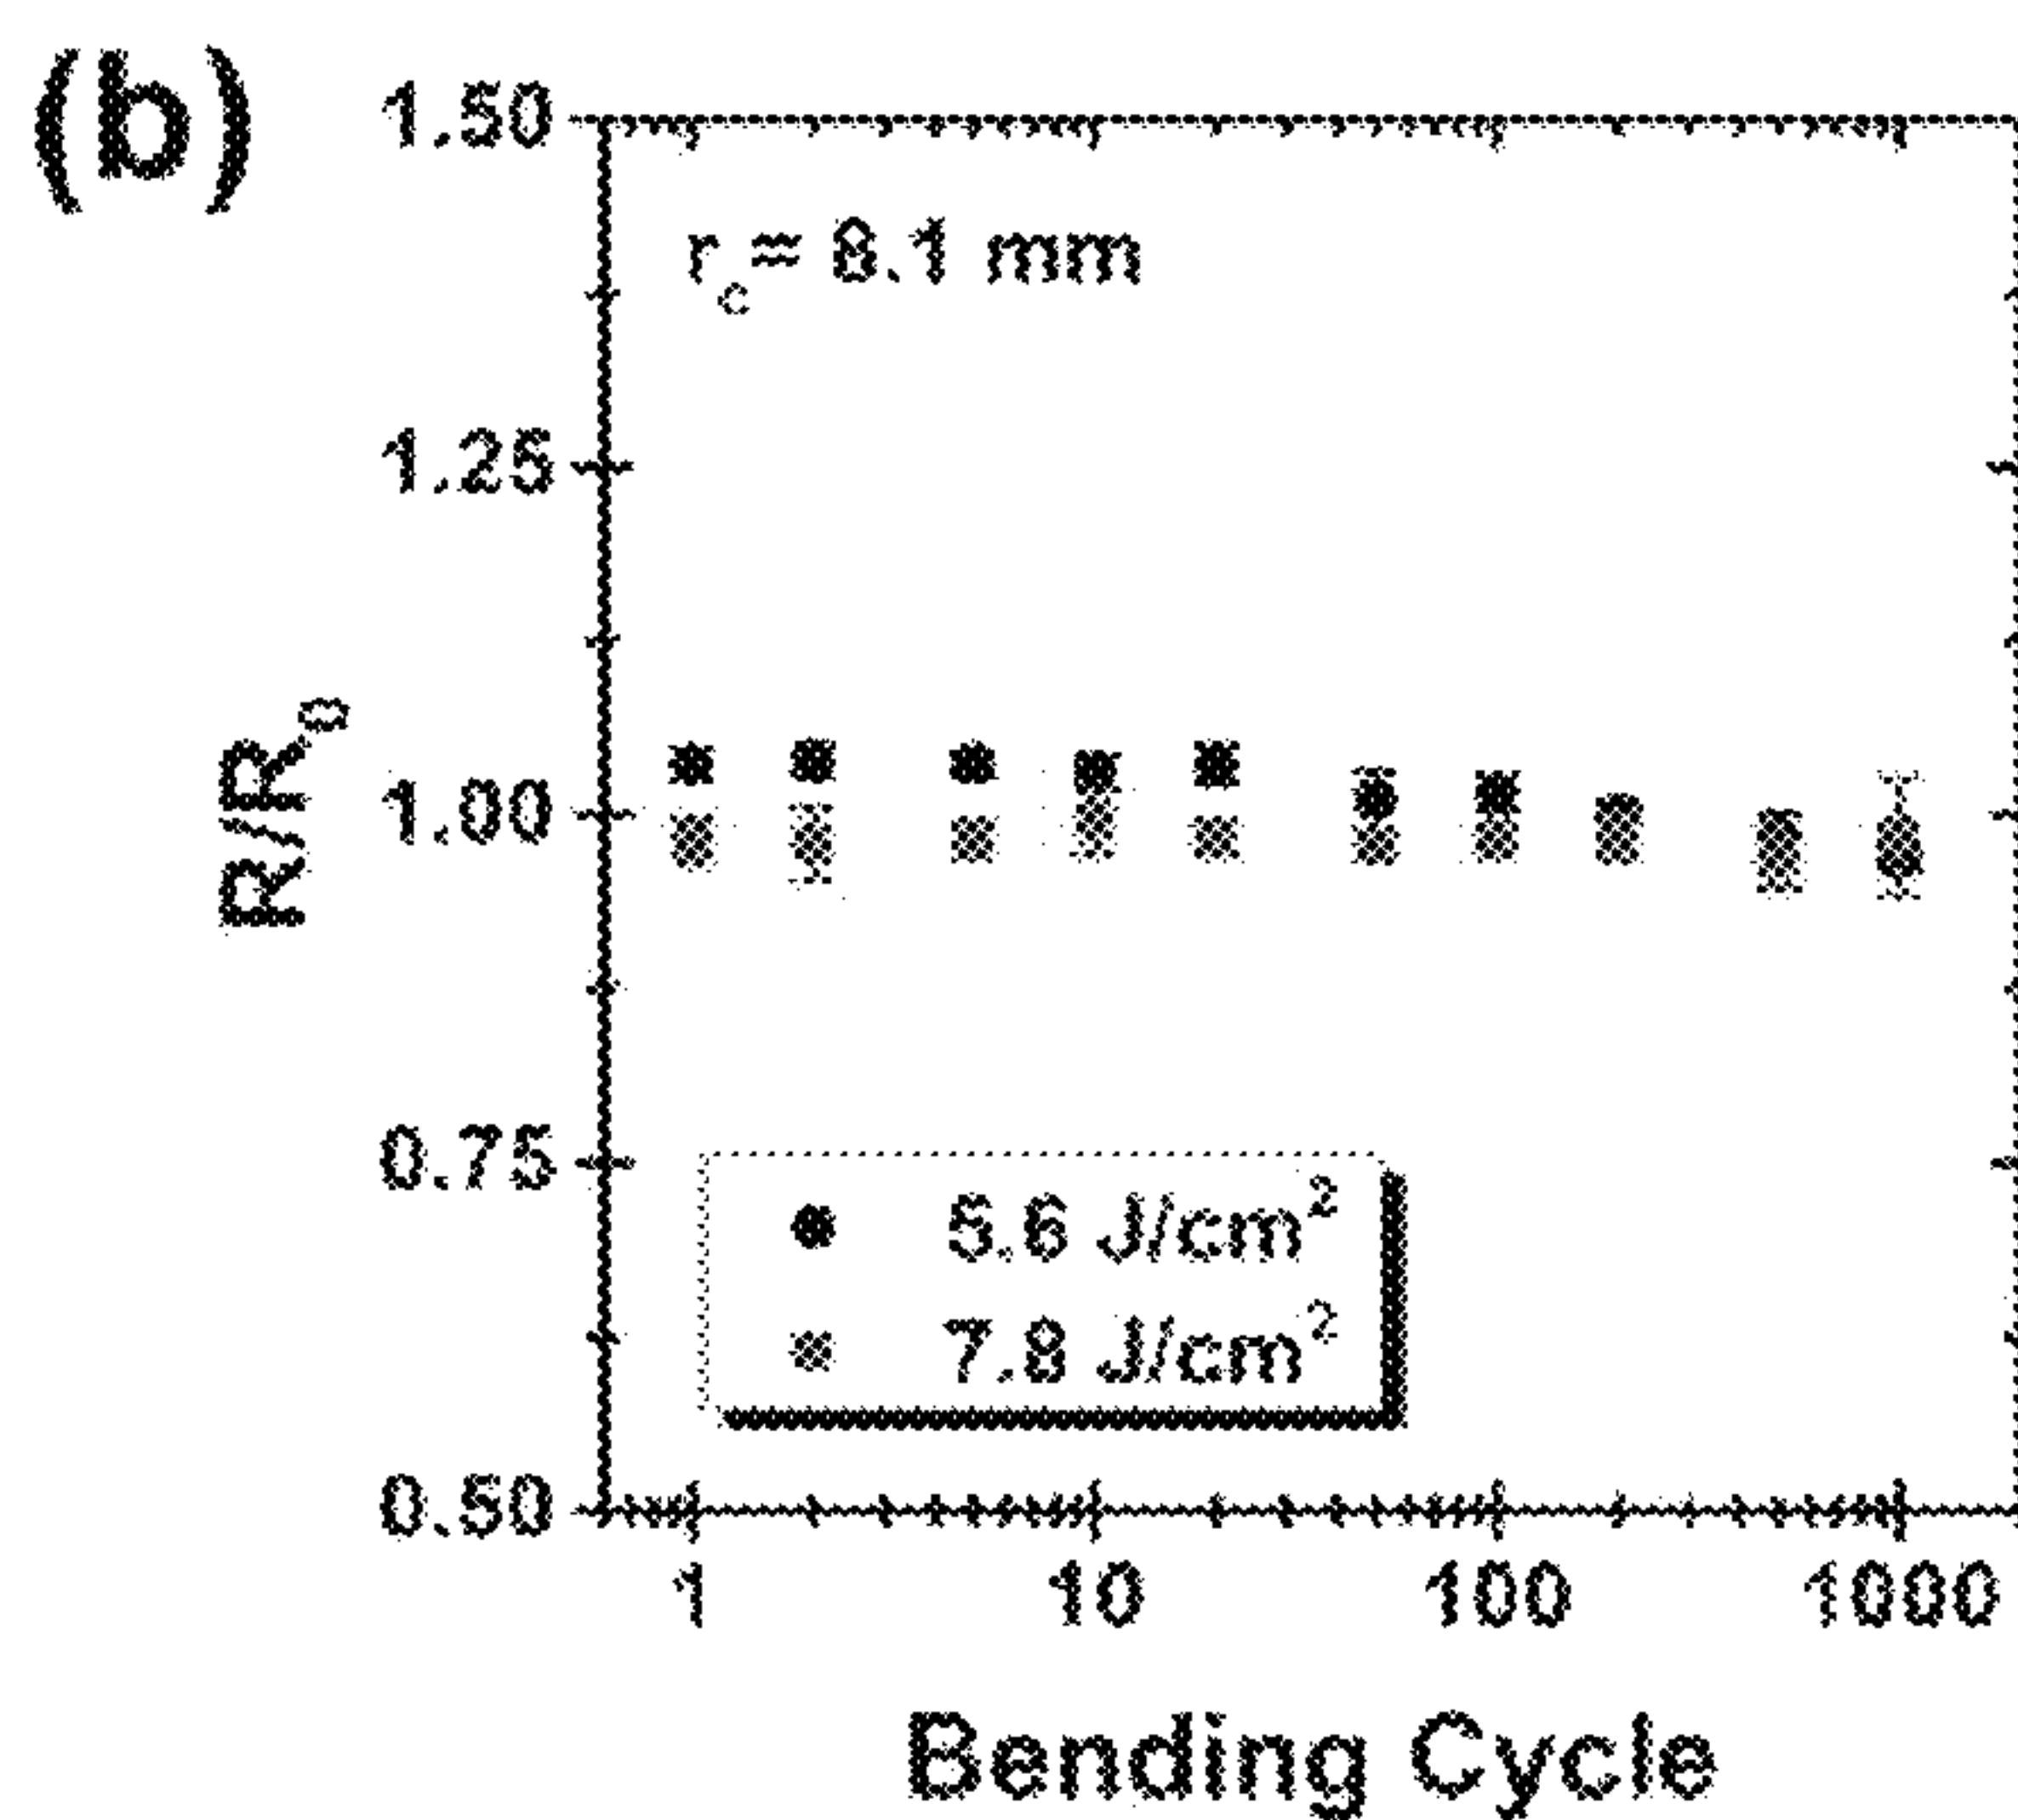 (b)
1.50
r_c = 8.1 mm
1.25
R/R_0
1.00
0.75
5.6 J/cm²
7.8 J/cm²
0.50
1 10 100 1000
Bending Cycle